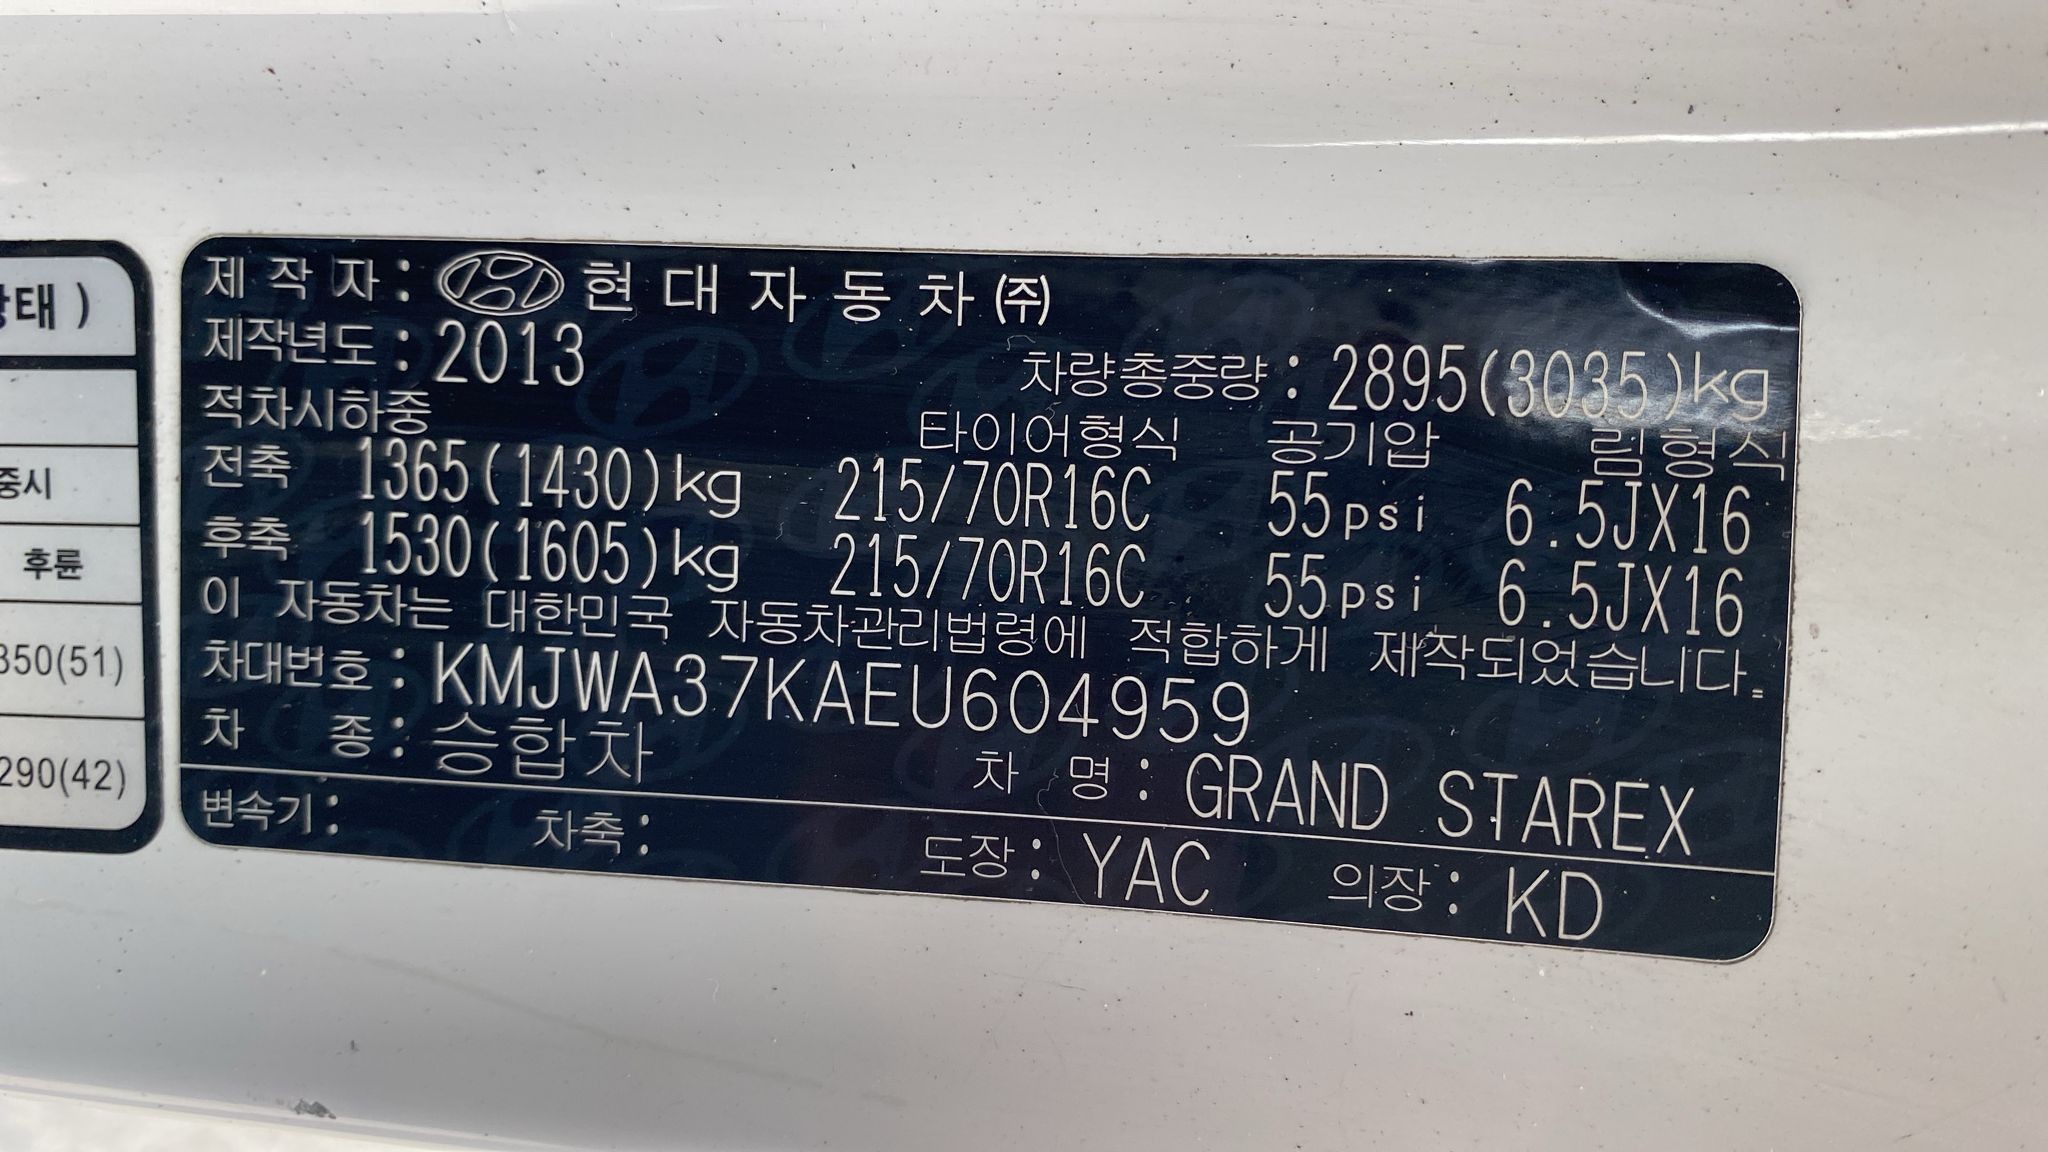 제 작 자 : 현 대 자 동 차 ㈜
제작년도 : 2013
차량총중량 : 2895(3035)kg
적차시하중 타이어형식 공기압 림형식
전축 1365(1430)kg 215/70R16C 55psi 6.5JX16
후축 1530(1605)kg 215/70R16C 55psi 6.5JX16
이 자동차는 대한민국 자동차관리법령에 적합하게 제작되었습니다.
차대번호 : KMJWA37KAEU604959
차 종 : 승합차 차 명 : GRAND STAREX
변속기 : 차축 : 도장 : YAC 의장 : KD
태 )
중시
후륜
350(51)
290(42)